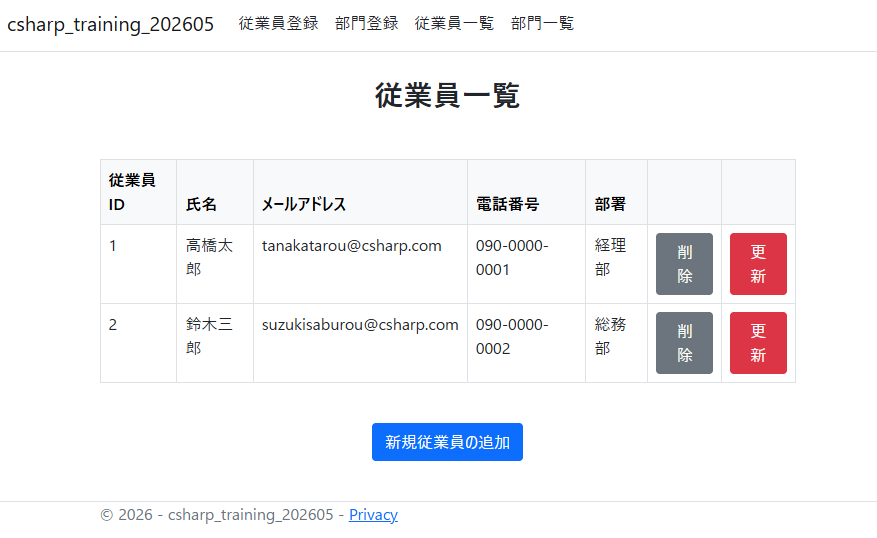 csharp_training_202605 従業員登録 部門登録 従業員一覧 部門一覧
従業員一覧
従業員
ID 氏名 メールアドレス 電話番号 部署
1 高橋太 tanakatarou@csharp.com 090-0000- 経理 削 更
郎 0001 部 除 新
2 鈴木三 suzukisaburou@csharp.com 090-0000- 総務 削 更
郎 0002 部 除 新
新規従業員の追加
© 2026 - csharp_training_202605 - Privacy